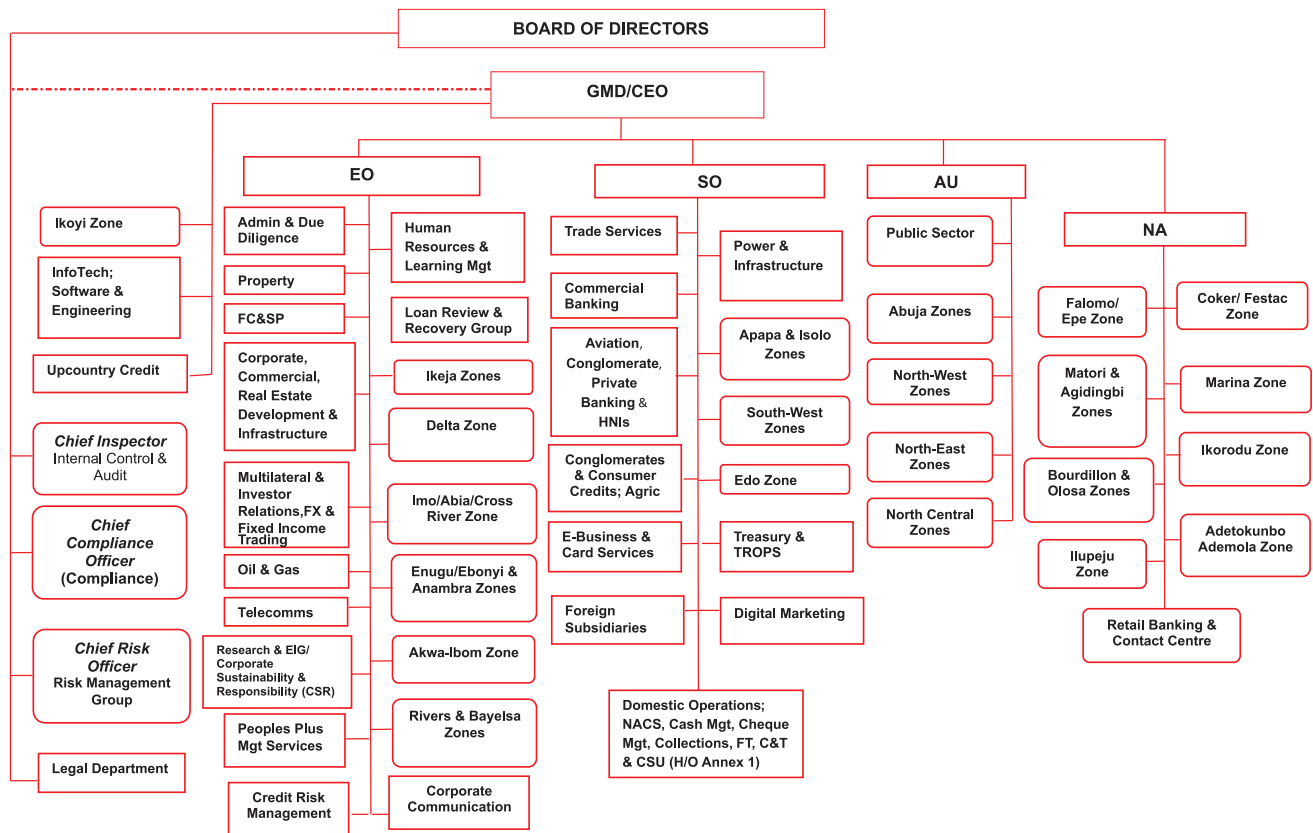 BOARD OF DIRECTORS
GMD/CEO
EO
SO
AU
NA
Ikoyi Zone
InfoTech;
Software &
Engineering
Upcountry Credit
Chief Inspector
Internal Control &
Audit
Chief
Compliance
Officer
(Compliance)
Chief Risk
Officer
Risk Management
Group
Legal Department
Admin & Due
Diligence
Property
FC&SP
Corporate,
Commercial,
Real Estate
Development &
Infrastructure
Multilateral &
Investor
Relations,FX &
Fixed Income
Trading
Oil & Gas
Telecomms
Research & EIG/
Corporate
Sustainability &
Responsibility (CSR)
Peoples Plus
Mgt Services
Credit Risk
Management
Human
Resources &
Learning Mgt
Loan Review &
Recovery Group
Ikeja Zones
Delta Zone
Imo/Abia/Cross
River Zone
Enugu/Ebonyi &
Anambra Zones
Akwa-Ibom Zone
Rivers & Bayelsa
Zones
Corporate
Communication
Trade Services
Commercial
Banking
Aviation,
Conglomerate,
Private
Banking &
HNIs
Conglomerates
& Consumer
Credits; Agric
E-Business &
Card Services
Foreign
Subsidiaries
Power &
Infrastructure
Apapa & Isolo
Zones
South-West
Zones
Edo Zone
Treasury &
TROPS
Digital Marketing
Domestic Operations;
NACS, Cash Mgt, Cheque
Mgt, Collections, FT, C&T
& CSU (H/O Annex 1)
Public Sector
Abuja Zones
North-West
Zones
North-East
Zones
North Central
Zones
Falomo/
Epe Zone
Matori &
Agidingbi
Zones
Bourdillon &
Olosa Zones
Ilupeju
Zone
Coker/ Festac
Zone
Marina Zone
Ikorodu Zone
Adetokunbo
Ademola Zone
Retail Banking &
Contact Centre